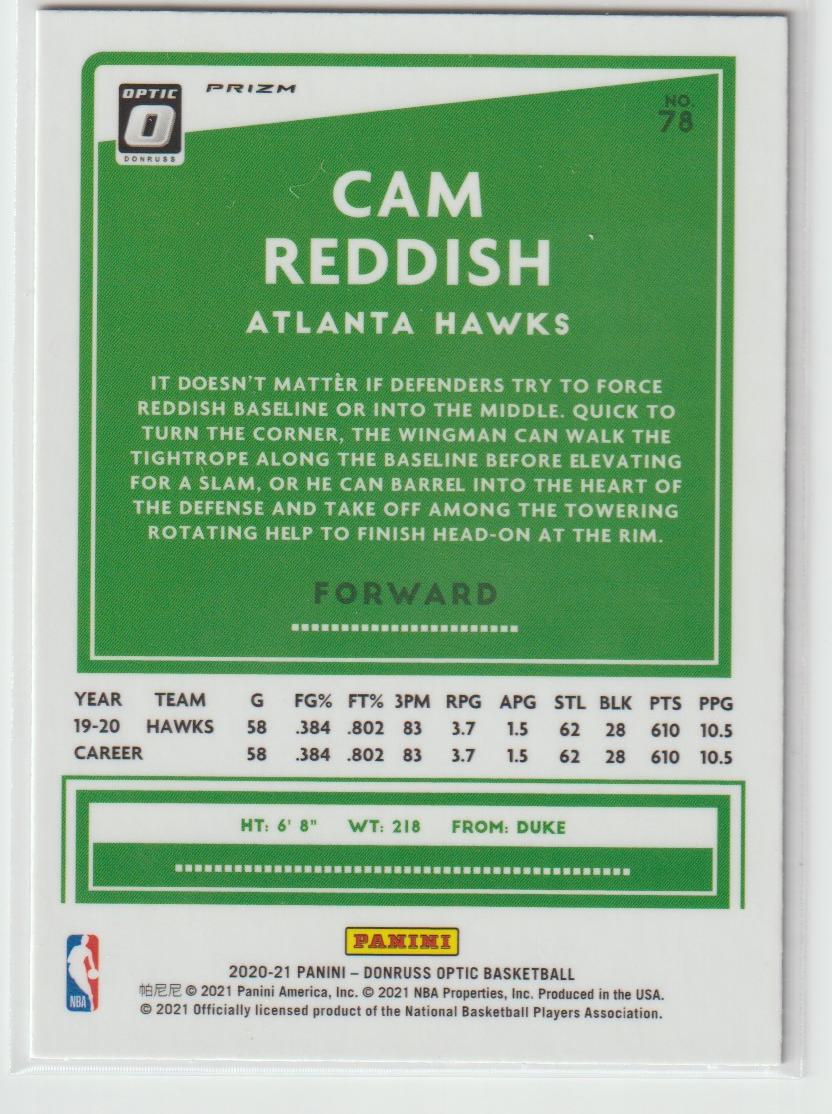 OPTIC
PRIZM
DONRUSS
NO.
78
CAM
REDDISH
ATLANTA HAWKS
IT DOESN'T MATTER IF DEFENDERS TRY TO FORCE
REDDISH BASELINE OR INTO THE MIDDLE. QUICK TO
TURN THE CORNER, THE WINGMAN CAN WALK THE
TIGHTROPE ALONG THE BASELINE BEFORE ELEVATING
FOR A SLAM, OR HE CAN BARREL INTO THE HEART OF
THE DEFENSE AND TAKE OFF AMONG THE TOWERING
ROTATING HELP TO FINISH HEAD-ON AT THE RIM.
FORWARD
YEAR TEAM G FG% FT% 3PM RPG APG STL BLK PTS PPG
19-20 HAWKS 58 .384 .802 83 3.7 1.5 62 28 610 10.5
CAREER 58 .384 .802 83 3.7 1.5 62 28 610 10.5
HT: 6' 8" WT: 218 FROM: DUKE
PANINI
NBA
2020-21 PANINI – DONRUSS OPTIC BASKETBALL
帕尼尼 © 2021 Panini America, Inc. © 2021 NBA Properties, Inc. Produced in the USA.
© 2021 Officially licensed product of the National Basketball Players Association.